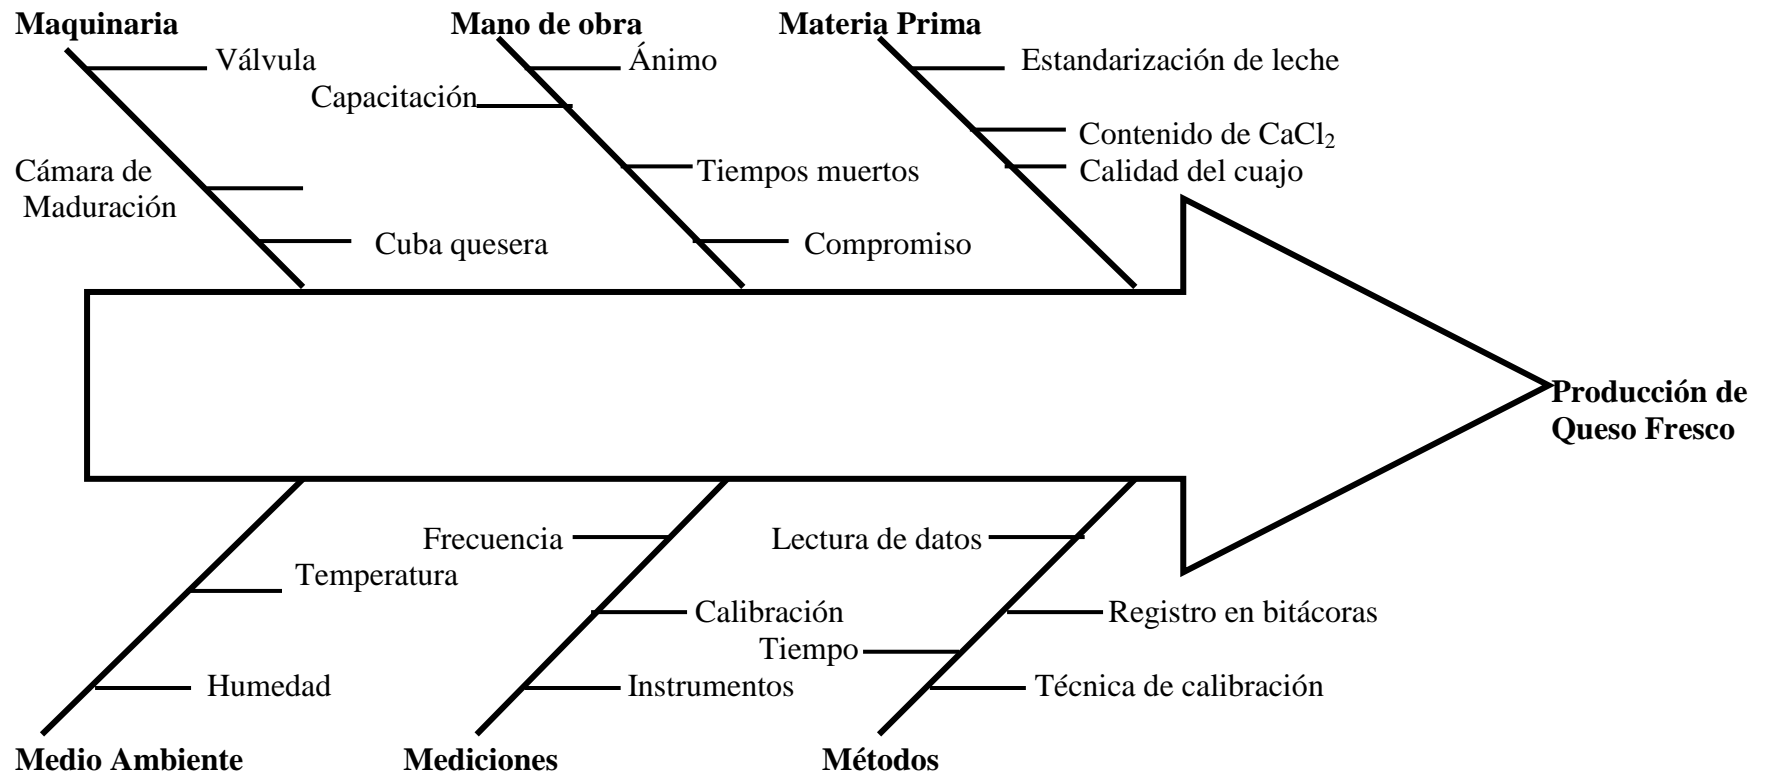 Maquinaria
Mano de obra
Materia Prima
Válvula
Ánimo
Estandarización de leche
Capacitación
Contenido de CaCl₂
Cámara de
Maduración
Tiempos muertos
Calidad del cuajo
Cuba quesera
Compromiso
Producción de
Queso Fresco
Frecuencia
Lectura de datos
Temperatura
Calibración
Registro en bitácoras
Tiempo
Humedad
Instrumentos
Técnica de calibración
Medio Ambiente
Mediciones
Métodos